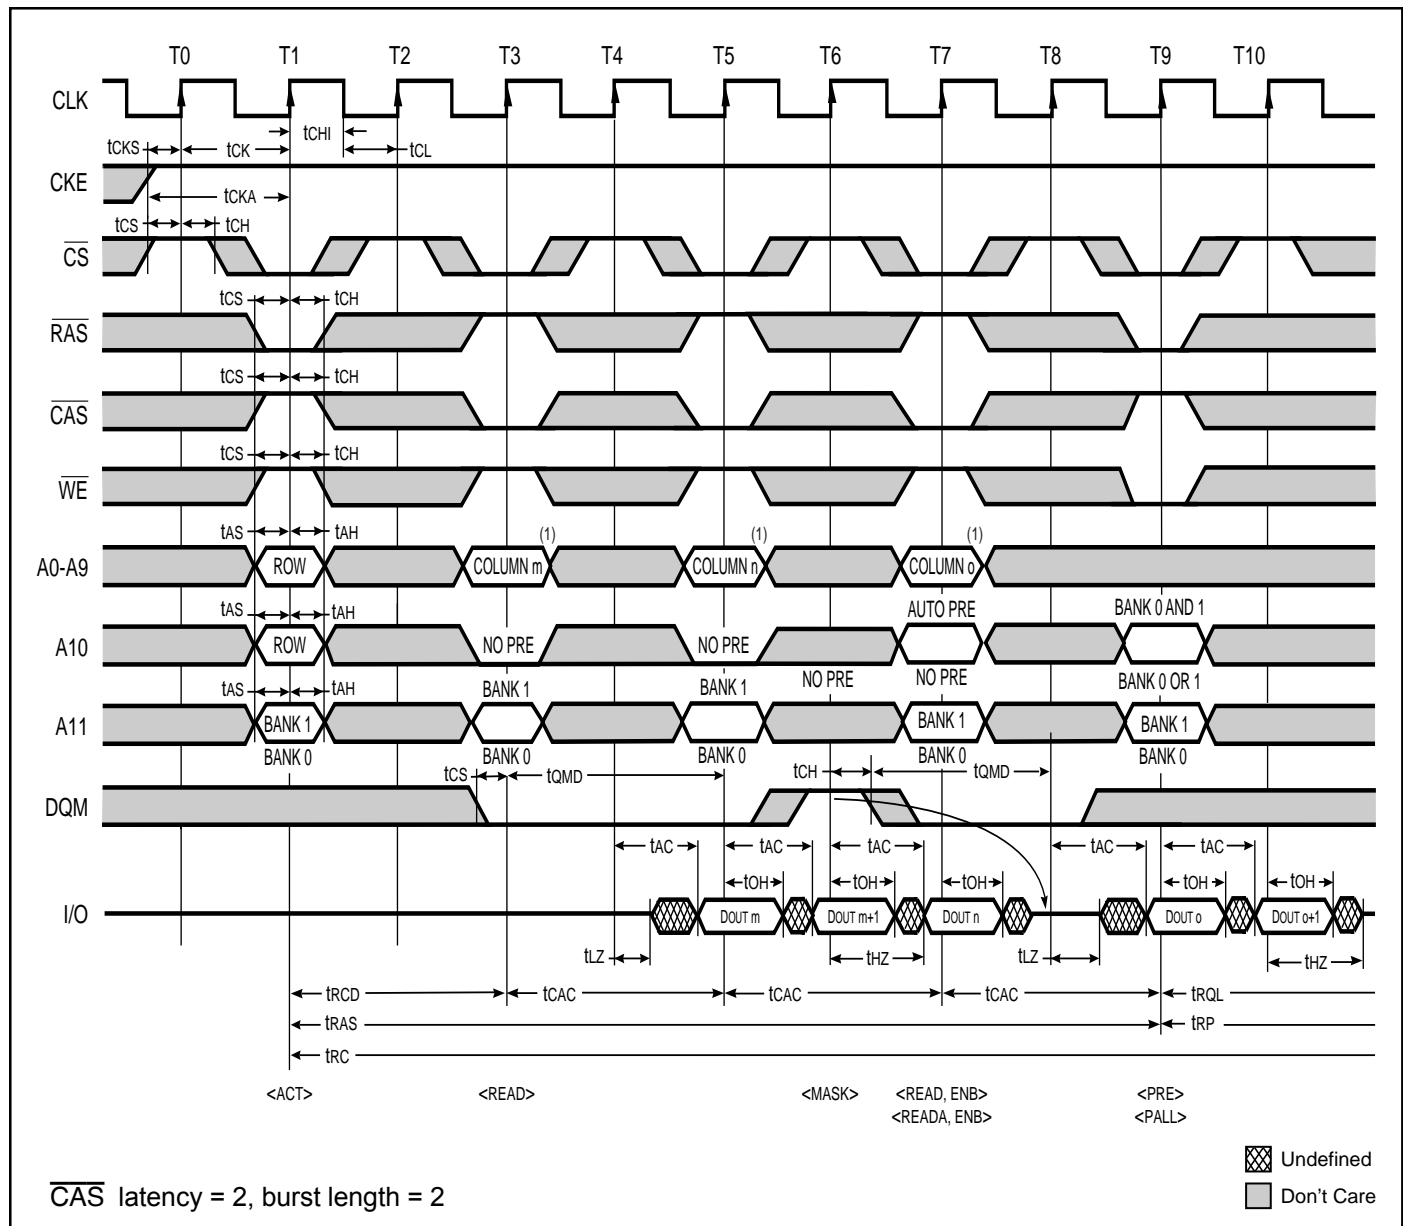 T0 T1 T2 T3 T4 T5 T6 T7 T8 T9 T10
CLK
tCHI
tCKS tCK tCL
CKE
tCKA
tCS tCH
CS
tCS tCH
RAS
tCS tCH
CAS
tCS tCH
WE
tAS tAH (1) (1) (1)
A0-A9 ROW COLUMN m COLUMN n COLUMN o
tAS tAH AUTO PRE BANK 0 AND 1
A10 ROW NO PRE NO PRE
NO PRE NO PRE BANK 0 OR 1
tAS tAH BANK 1 BANK 1
A11 BANK 1 BANK 1 BANK 1
BANK 0 BANK 0 BANK 0 BANK 0 BANK 0
tCS tQMD tCH tQMD
DQM
tAC tAC tAC tAC tAC
tOH tOH tOH tOH tOH
I/O DOUT m DOUT m+1 DOUT n DOUT o DOUT o+1
tLZ tHZ tLZ tHZ
tRCD tCAC tCAC tCAC tRQL
tRAS tRP
tRC
<ACT> <READ> <MASK> <READ, ENB> <PRE>
<READA, ENB> <PALL>
Undefined
Don't Care
CAS latency = 2, burst length = 2